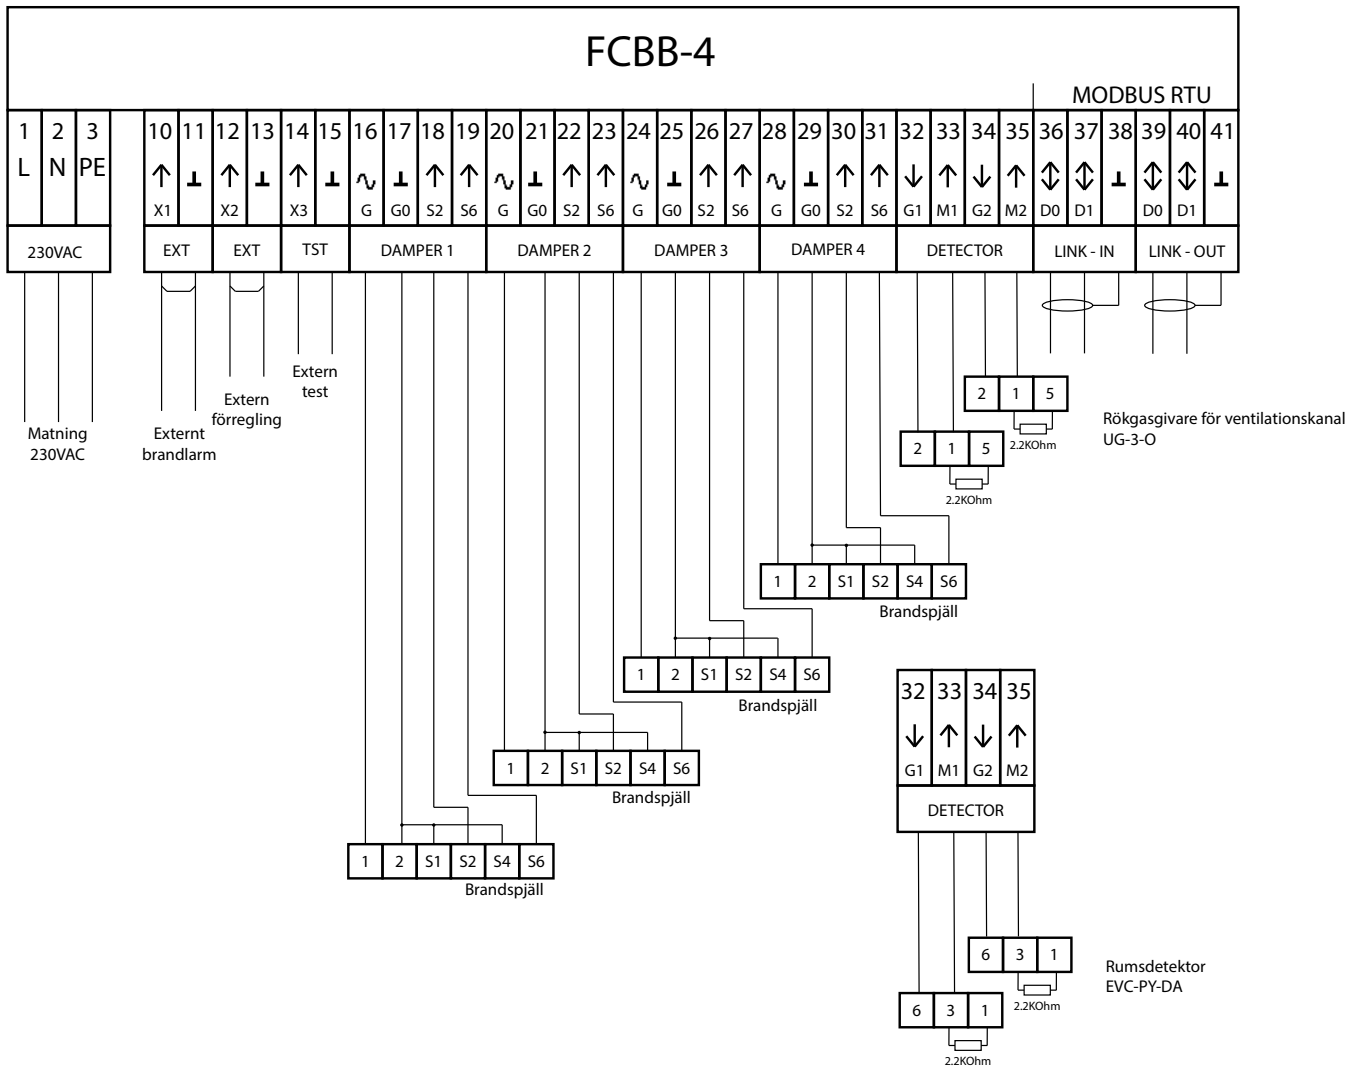 FCBB-4
MODBUS RTU
1 2 3 10 11 12 13 14 15 16 17 18 19 20 21 22 23 24 25 26 27 28 29 30 31 32 33 34 35 36 37 38 39 40 41
L N PE
X1 X2 X3 G G0 S2 S6 G G0 S2 S6 G G0 S2 S6 G G0 S2 S6 G1 M1 G2 M2 D0 D1 D0 D1
230VAC EXT EXT TST DAMPER 1 DAMPER 2 DAMPER 3 DAMPER 4 DETECTOR LINK - IN LINK - OUT
Matning
230VAC
Externt
brandlarm
Extern
förregling
Extern
test
2 1 5
2.2KOhm
Rökgasgivare för ventilationskanal
UG-3-O
2 1 5
2.2KOhm
1 2 S1 S2 S4 S6
Brandspjäll
1 2 S1 S2 S4 S6
Brandspjäll
1 2 S1 S2 S4 S6
Brandspjäll
1 2 S1 S2 S4 S6
Brandspjäll
32 33 34 35
G1 M1 G2 M2
DETECTOR
6 3 1
2.2KOhm
Rumsdetektor
EVC-PY-DA
6 3 1
2.2KOhm